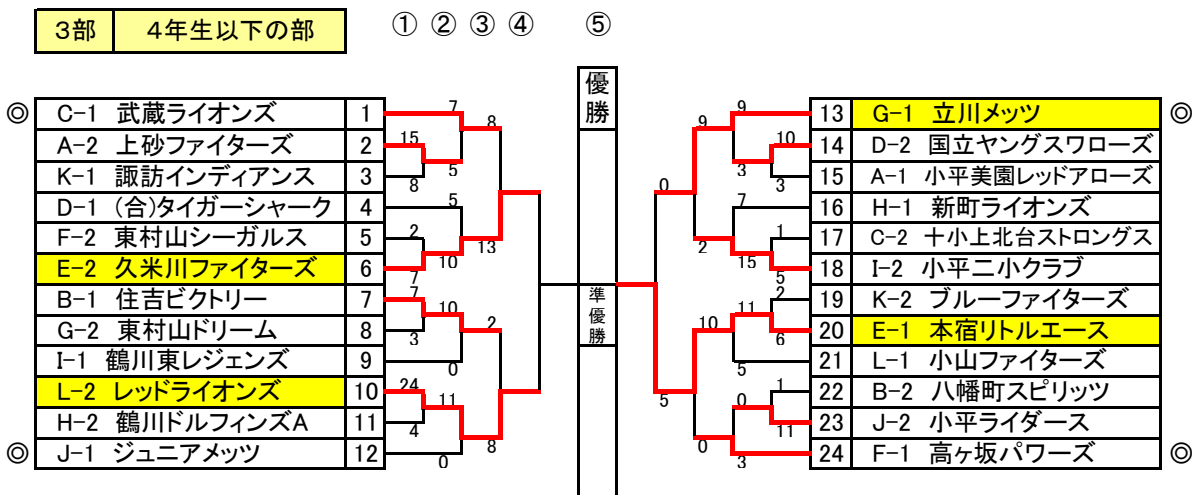 3部 4年生以下の部 ① ② ③ ④ ⑤
優勝
◎ C-1 武蔵ライオンズ 1
A-2 上砂ファイターズ 2
K-1 諏訪インディアンス 3
D-1 (合)タイガーシャーク 4
F-2 東村山シーガルス 5
E-2 久米川ファイターズ 6
B-1 住吉ビクトリー 7
G-2 東村山ドリーム 8
I-1 鶴川東レジェンズ 9
L-2 レッドライオンズ 10
H-2 鶴川ドルフィンズA 11
◎ J-1 ジュニアメッツ 12
7
15
8
5
8
5
2
7
10
13
7
3
10
0
2
24
4
11
0
8
準優勝
9
9
10
3
3
0
7
1
5
15
2
2
6
11
5
10
5
1
11
0
3
0
13 G-1 立川メッツ ◎
14 D-2 国立ヤングスワローズ
15 A-1 小平美園レッドアローズ
16 H-1 新町ライオンズ
17 C-2 十小上北台ストロングス
18 I-2 小平二小クラブ
19 K-2 ブルーファイターズ
20 E-1 本宿リトルエース
21 L-1 小山ファイターズ
22 B-2 八幡町スピリッツ
23 J-2 小平ライダース
24 F-1 高ヶ坂パワーズ ◎